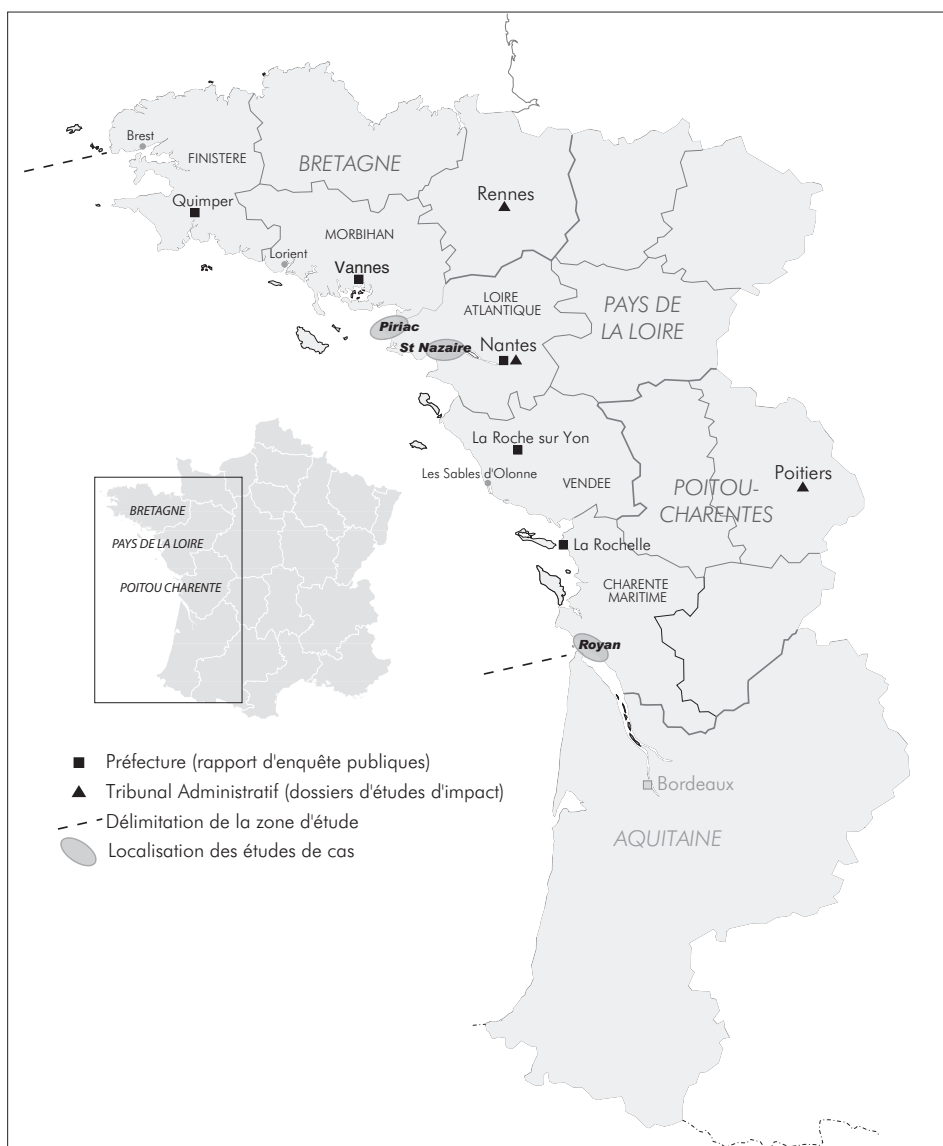 Brest
FINISTERE
BRETAGNE
Quimper
Rennes
MORBIHAN
Lorient
Vannes
LOIRE
ATLANTIQUE
PAYS DE
LA LOIRE
Piriac
St Nazaire
Nantes
La Roche sur Yon
Les Sables d'Olonne
VENDEE
Poitiers
POITOU-
CHARENTES
La Rochelle
CHARENTE
MARITIME
Royan
BRETAGNE
PAYS DE LA LOIRE
POITOU CHARENTE
Bordeaux
AQUITAINE
Préfecture (rapport d'enquête publiques)
Tribunal Administratif (dossiers d'études d'impact)
Délimitation de la zone d'étude
Localisation des études de cas